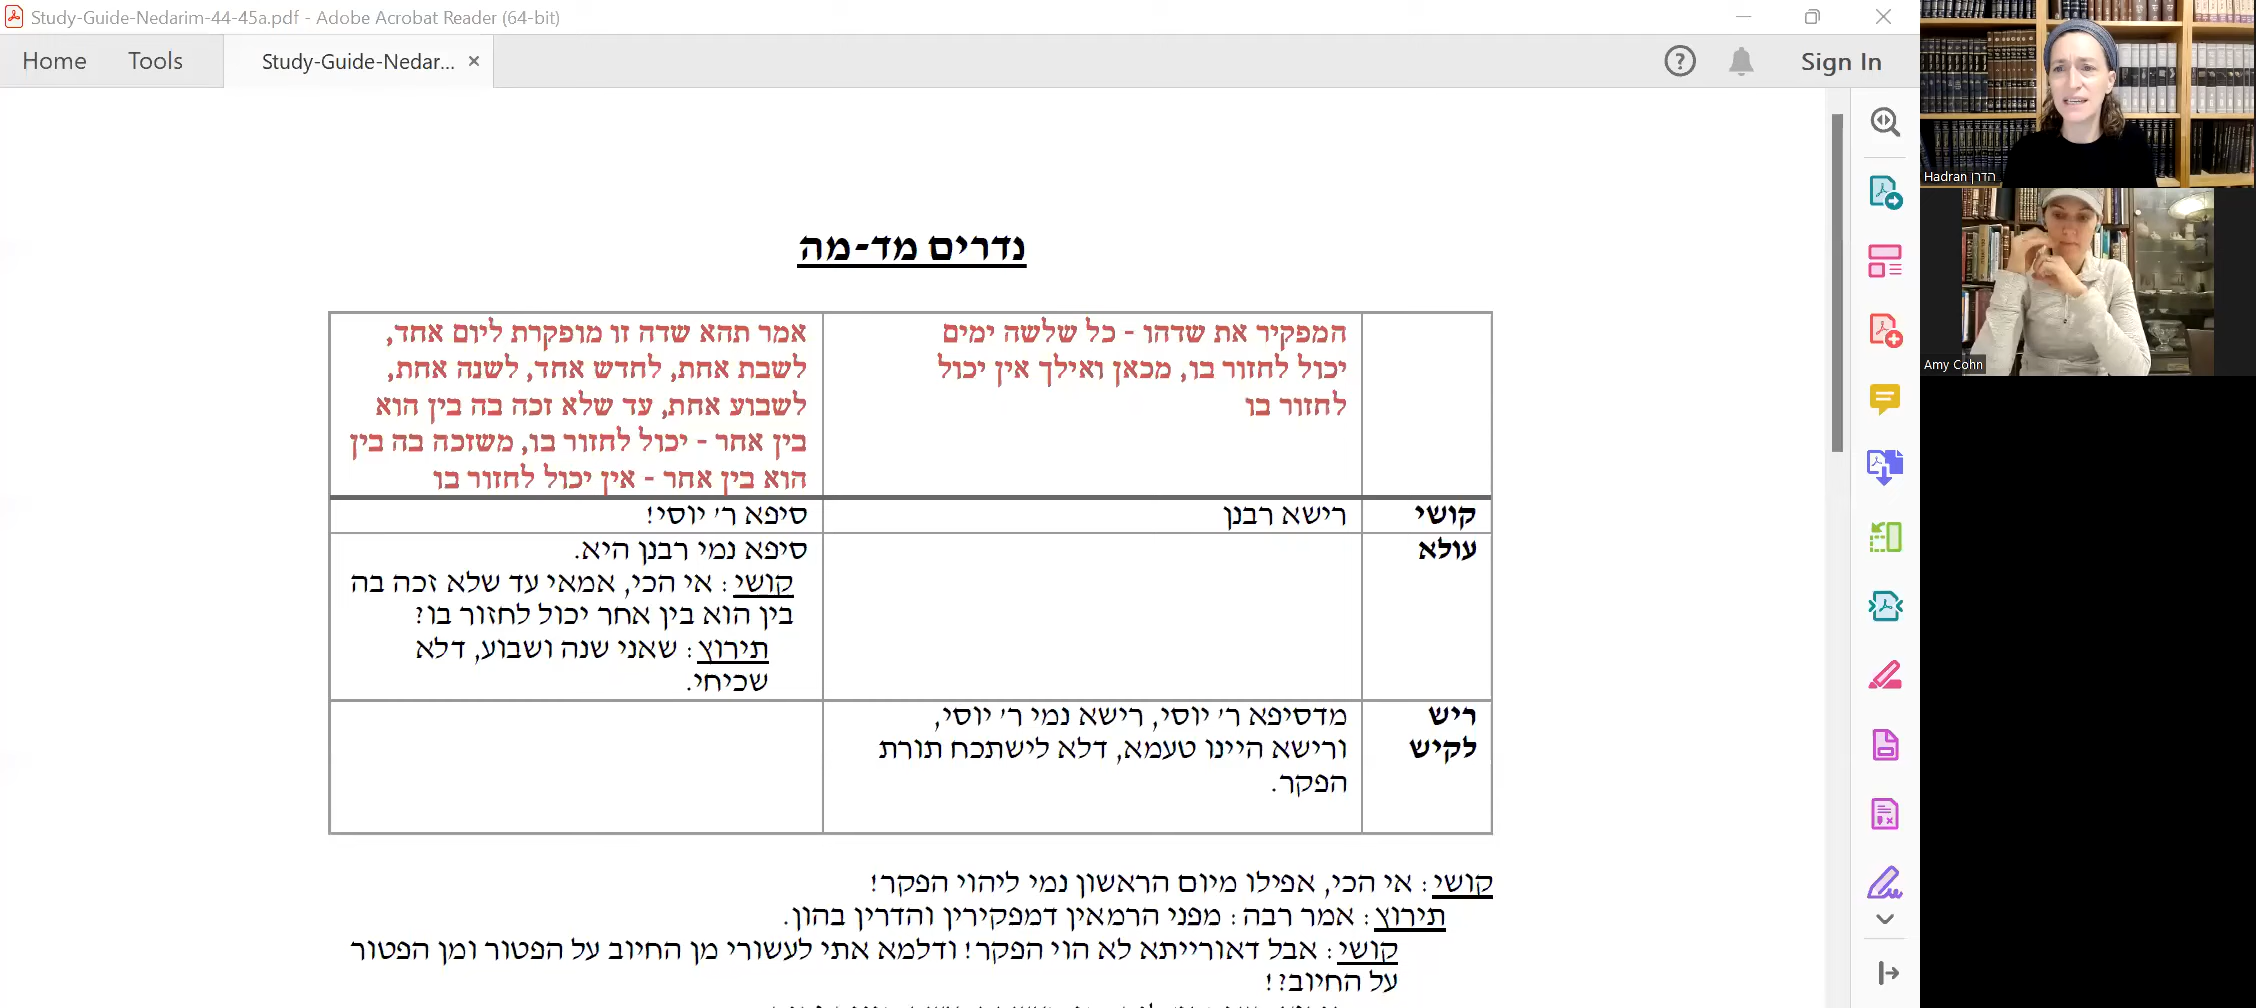 Study-Guide-Nedarim-44-45a.pdf - Adobe Acrobat Reader (64-bit)
Home Tools Study-Guide-Nedar... × Sign In
Hadran הדרן
Amy Cohn
נדרים מד-מה
המפקיר את שדהו - כל שלשה ימים
יכול לחזור בו, מכאן ואילך אין יכול
לחזור בו
אמר תהא שדה זו מופקרת ליום אחד,
לשבת אחת, לחדש אחד, לשנה אחת,
לשבוע אחת, עד שלא זכה בה בין הוא
בין אחר - יכול לחזור בו, משזכה בה בין
הוא בין אחר - אין יכול לחזור בו
קושי
רישא רבנן
סיפא ר' יוסי!
עולא
סיפא נמי רבנן היא.
קושי: אי הכי, אמאי עד שלא זכה בה
בין הוא בין אחר יכול לחזור בו?
תירוץ: שאני שנה ושבוע, דלא
שכיחי.
ריש
לקיש
מדסיפא ר' יוסי, רישא נמי ר' יוסי,
ורישא היינו טעמא, דלא לישתכח תורת
הפקר.
קושי: אי הכי, אפילו מיום הראשון נמי ליהוי הפקר!
תירוץ: אמר רבה: מפני הרמאין דמפקירין והדרין בהון.
קושי: אבל דאורייתא לא הוי הפקר! ודלמא אתי לעשורי מן החיוב על הפטור ומן הפטור
על החיוב?!